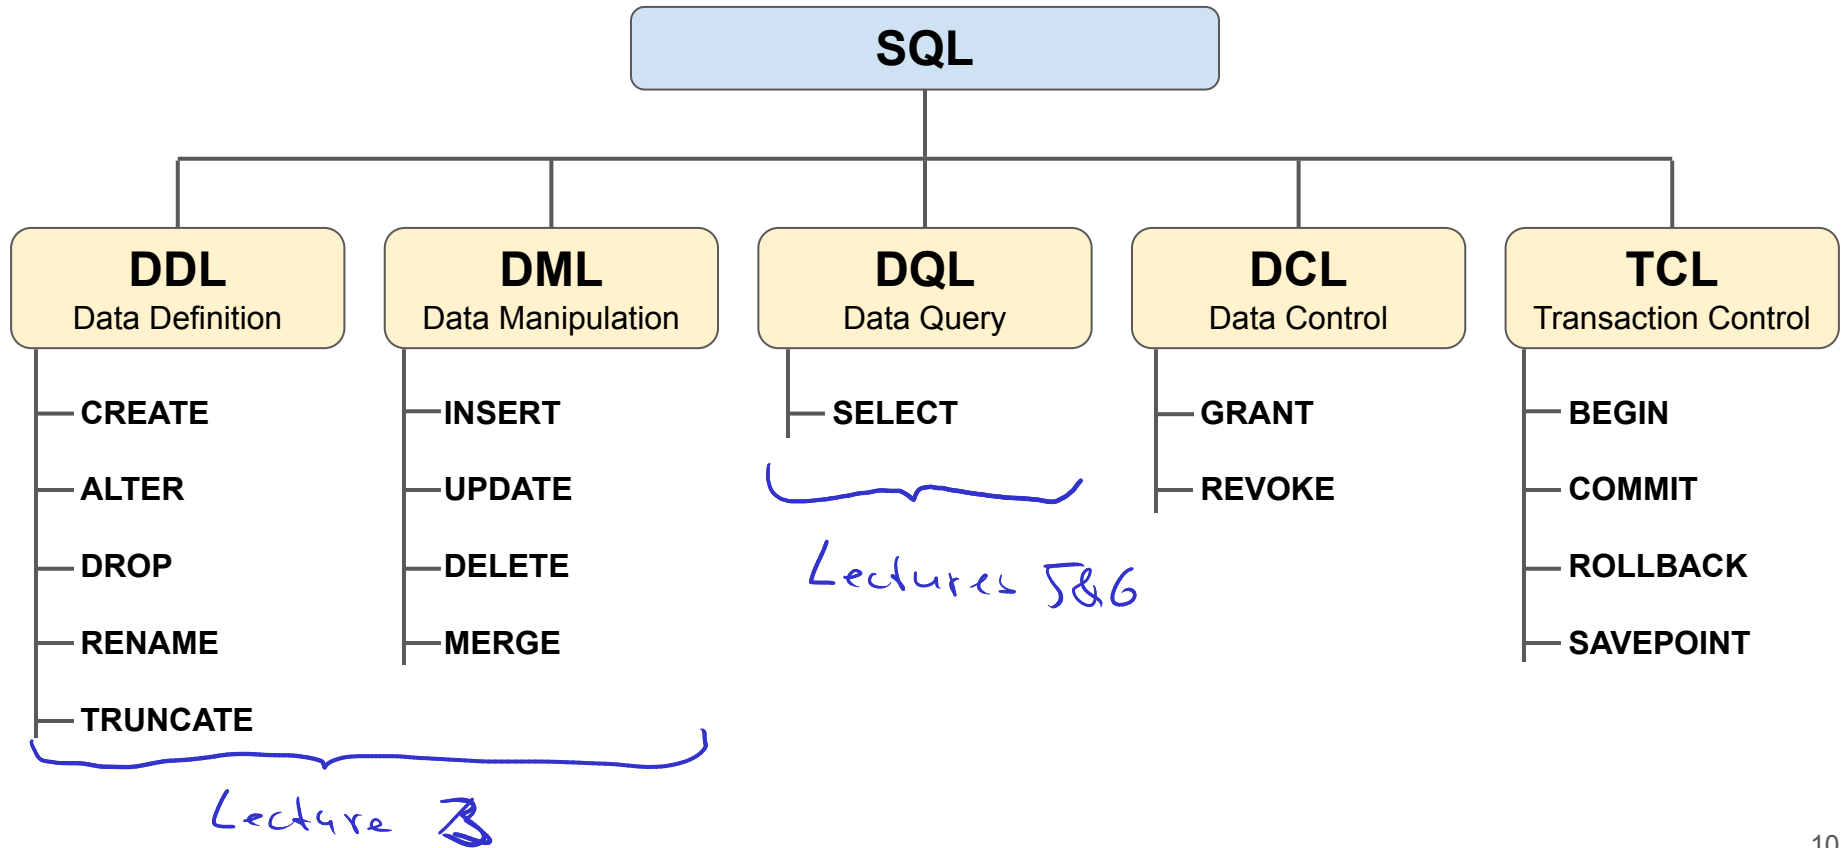 SQL
DDL
Data Definition
CREATE
ALTER
DROP
RENAME
TRUNCATE
DML
Data Manipulation
INSERT
UPDATE
DELETE
MERGE
DQL
Data Query
SELECT
DCL
Data Control
GRANT
REVOKE
TCL
Transaction Control
BEGIN
COMMIT
ROLLBACK
SAVEPOINT
Lectures 5&6
Lecture
10